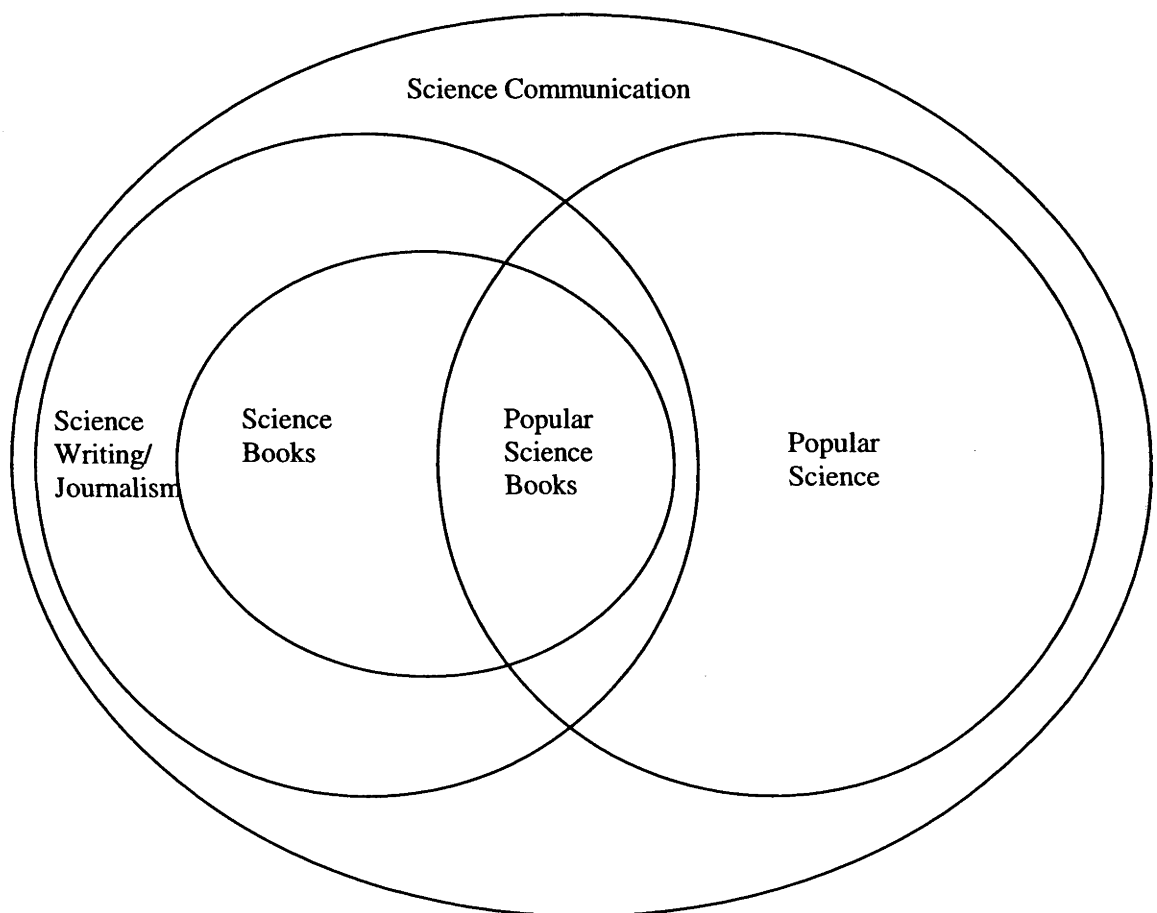 Science Communication
Science
Writing/
Journalism
Science
Books
Popular
Science
Books
Popular
Science